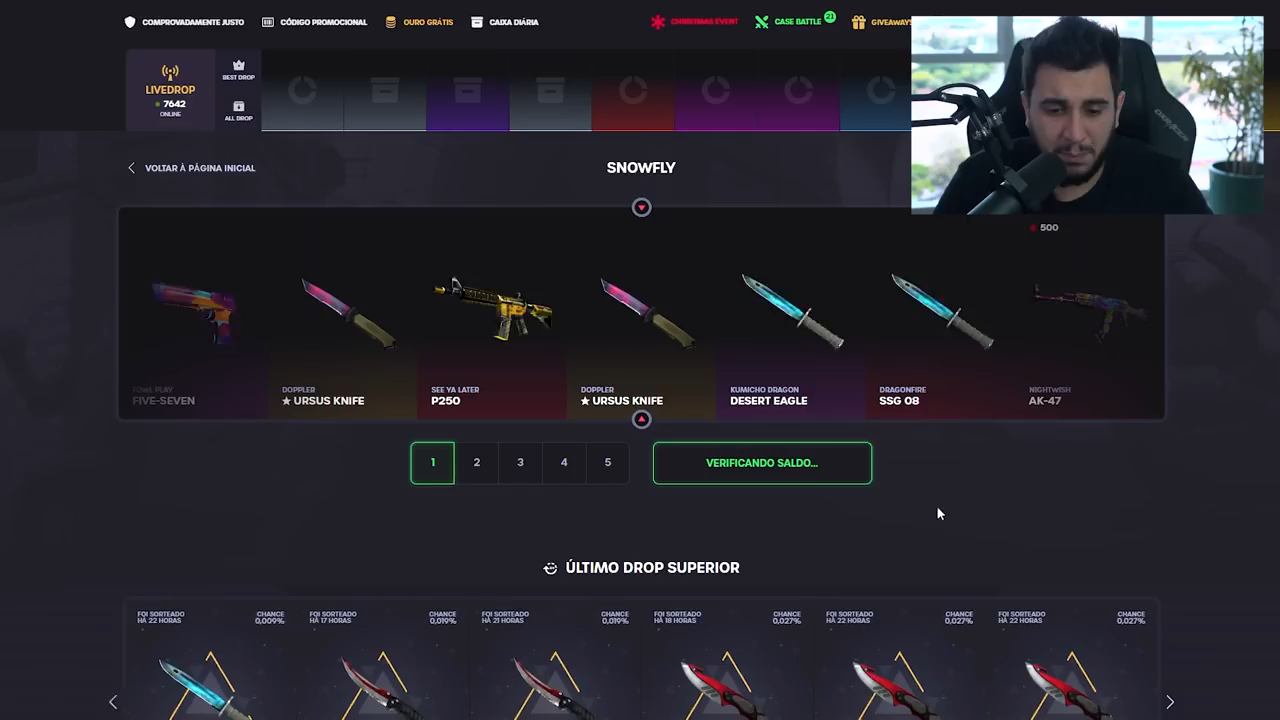 COMPROVADAMENTE JUSTO
CÓDIGO PROMOCIONAL
OURO GRÁTIS
CAIXA DIÁRIA
CHRISTMAS EVENT
CASE BATTLE
21
GIVEAWAYS
LIVEDROP
7642
ONLINE
BEST DROP
ALL DROP
VOLTAR À PÁGINA INICIAL
SNOWFLY
500
FOWL PLAY
FIVE-SEVEN
DOPPLER
★ URSUS KNIFE
SEE YA LATER
P250
DOPPLER
★ URSUS KNIFE
KUMICHO DRAGON
DESERT EAGLE
DRAGONFIRE
SSG 08
NIGHTWISH
AK-47
1
2
3
4
5
VERIFICANDO SALDO...
ÚLTIMO DROP SUPERIOR
FOI SORTEADO
HÁ 22 HORAS
CHANCE
0,009%
FOI SORTEADO
HÁ 17 HORAS
CHANCE
0,019%
FOI SORTEADO
HÁ 21 HORAS
CHANCE
0,019%
FOI SORTEADO
HÁ 18 HORAS
CHANCE
0,027%
FOI SORTEADO
HÁ 22 HORAS
CHANCE
0,027%
FOI SORTEADO
HÁ 22 HORAS
CHANCE
0,027%